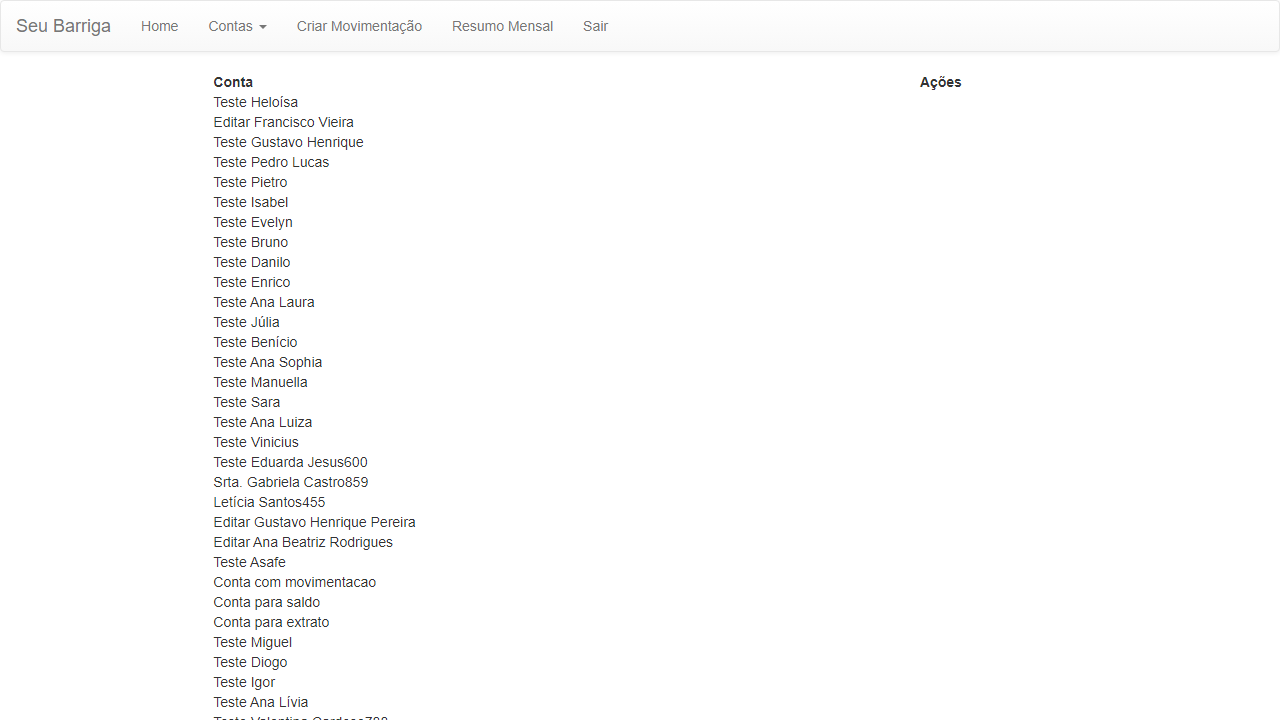 Seu Barriga Home Contas Criar Movimentação Resumo Mensal Sair
Conta Ações
Teste Heloísa
Editar Francisco Vieira
Teste Gustavo Henrique
Teste Pedro Lucas
Teste Pietro
Teste Isabel
Teste Evelyn
Teste Bruno
Teste Danilo
Teste Enrico
Teste Ana Laura
Teste Júlia
Teste Benício
Teste Ana Sophia
Teste Manuella
Teste Sara
Teste Ana Luiza
Teste Vinicius
Teste Eduarda Jesus600
Srta. Gabriela Castro859
Letícia Santos455
Editar Gustavo Henrique Pereira
Editar Ana Beatriz Rodrigues
Teste Asafe
Conta com movimentacao
Conta para saldo
Conta para extrato
Teste Miguel
Teste Diogo
Teste Igor
Teste Ana Lívia
Teste Valentina